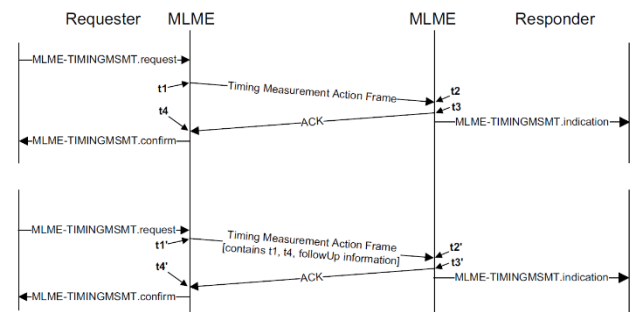 Requester MLME MLME Responder
MLME-TIMINGMSMT.request
t1 Timing Measurement Action Frame t2
t4 ACK t3
MLME-TIMINGMSMT.indication
MLME-TIMINGMSMT.confirm
MLME-TIMINGMSMT.request
t1' Timing Measurement Action Frame
[contains t1, t4, followUp information] t2'
t4' ACK t3'
MLME-TIMINGMSMT.indication
MLME-TIMINGMSMT.confirm